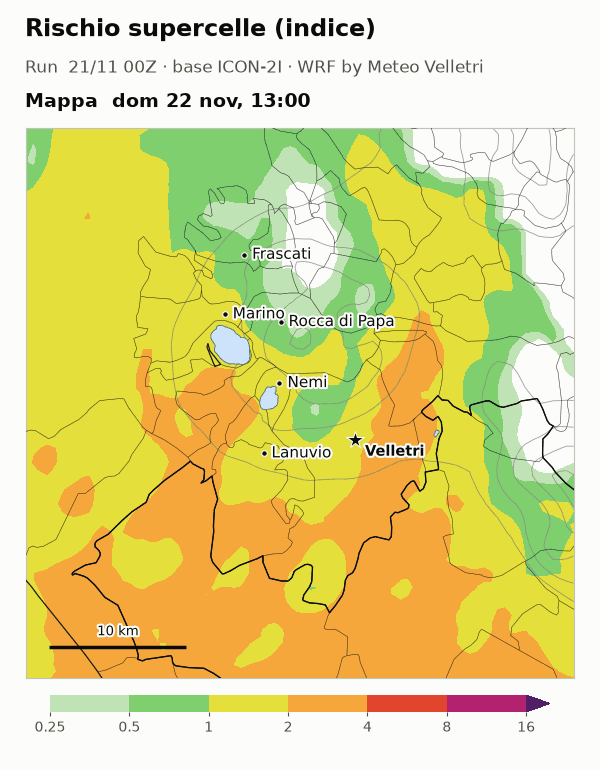 Rischio supercelle (indice)
Run  21/11 00Z · base ICON-2I · WRF by Meteo Velletri
Mappa  dom 22 nov, 13:00
Frascati
Marino
Rocca di Papa
Nemi
Velletri
Lanuvio
10 km
0.25 0.5 1 2 4 8 16